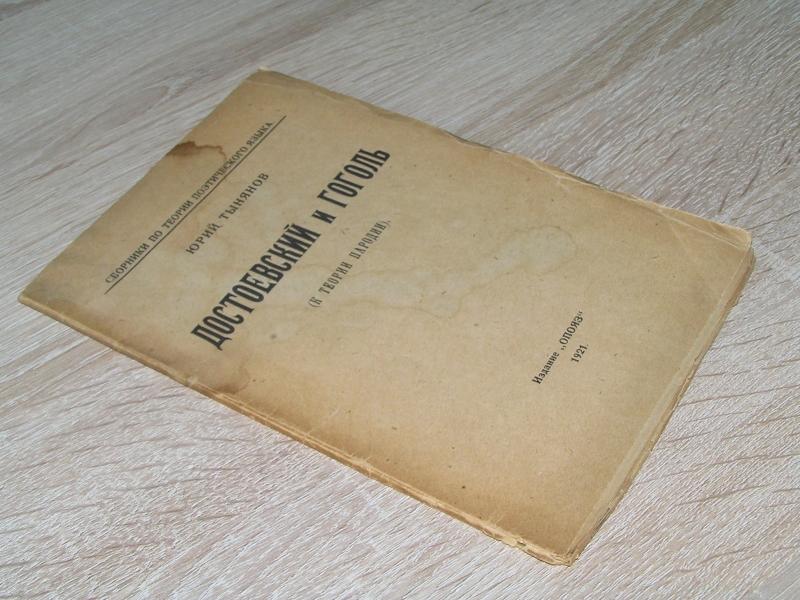 СБОРНИКИ ПО ТЕОРИИ ПОЭТИЧЕСКОГО ЯЗЫКА
ЮРИЙ ТЫНЯНОВ
ДОСТОЕВСКИЙ и ГОГОЛЬ
(К ТЕОРИИ ПАРОДИИ).
Издание „ОПОЯЗ“
1921.